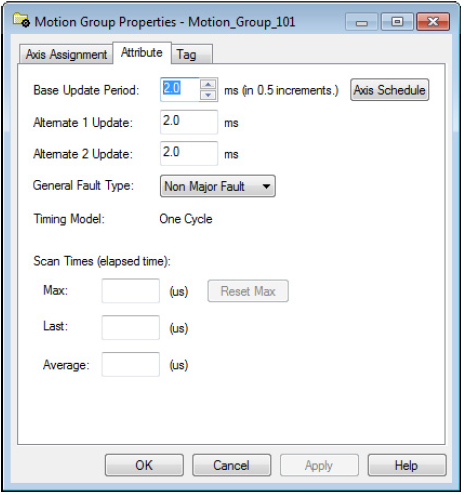 Motion Group Properties - Motion_Group_101
Axis Assignment Attribute Tag
Base Update Period: 2.0 ms (in 0.5 increments.) Axis Schedule
Alternate 1 Update: 2.0 ms
Alternate 2 Update: 2.0 ms
General Fault Type: Non Major Fault
Timing Model: One Cycle
Scan Times (elapsed time):
Max: (us) Reset Max
Last: (us)
Average: (us)
OK Cancel Apply Help